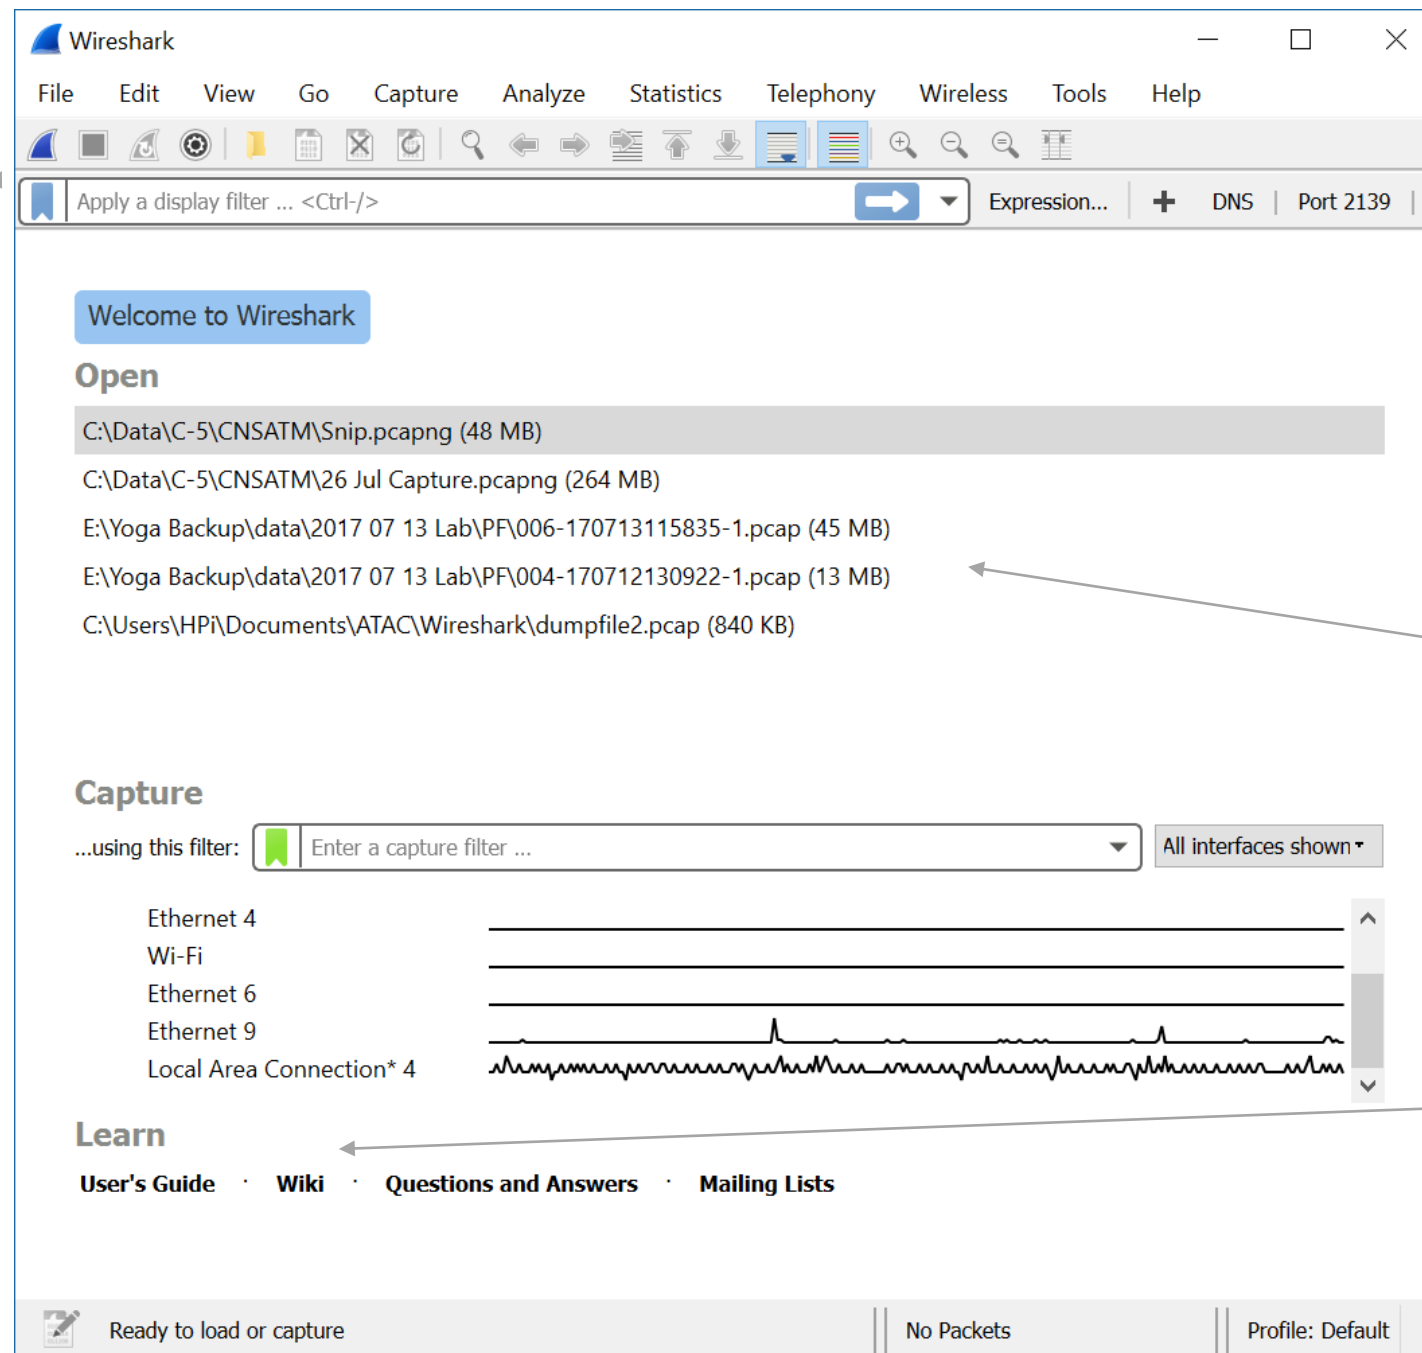 Wireshark
File Edit View Go Capture Analyze Statistics Telephony Wireless Tools Help
Apply a display filter ... <Ctrl-/> Expression... + DNS | Port 2139 |
Welcome to Wireshark
Open
C:\Data\C-5\CNSATM\Snip.pcapng (48 MB)
C:\Data\C-5\CNSATM\26 Jul Capture.pcapng (264 MB)
E:\Yoga Backup\data\2017 07 13 Lab\PF\006-170713115835-1.pcap (45 MB)
E:\Yoga Backup\data\2017 07 13 Lab\PF\004-170712130922-1.pcap (13 MB)
C:\Users\HPi\Documents\ATAC\Wireshark\dumpfile2.pcap (840 KB)
Capture
...using this filter: Enter a capture filter ... All interfaces shown
Ethernet 4
Wi-Fi
Ethernet 6
Ethernet 9
Local Area Connection* 4
Learn
User's Guide · Wiki · Questions and Answers · Mailing Lists
Ready to load or capture No Packets Profile: Default